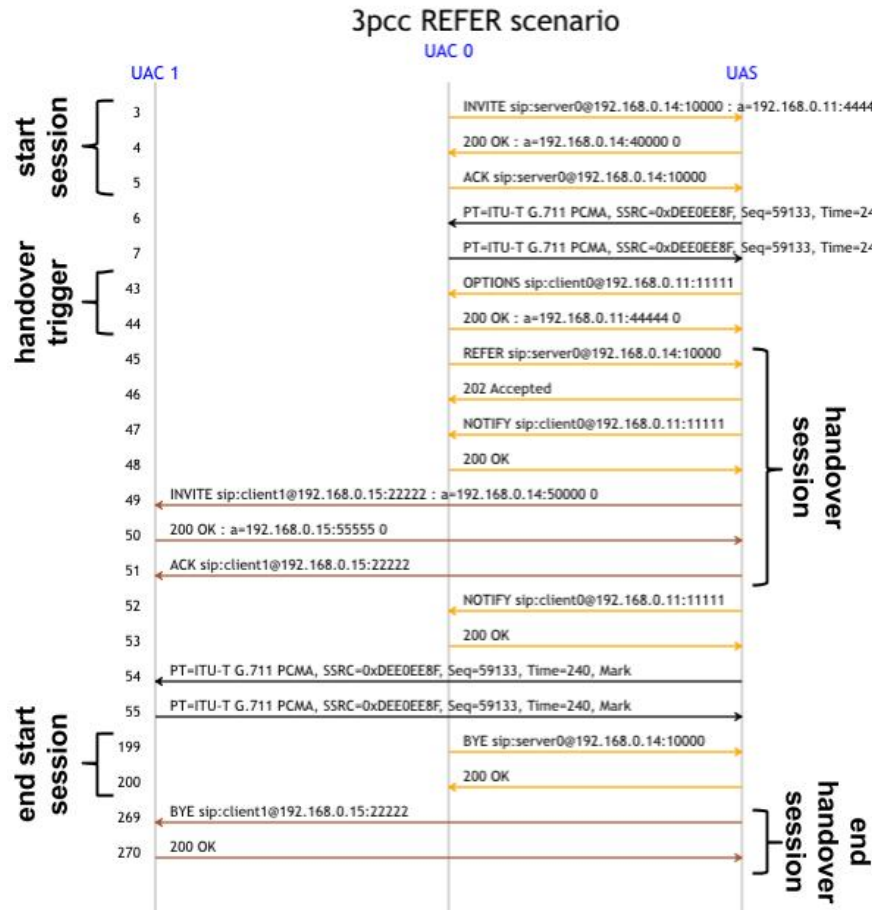 3pcc REFER scenario
UAC 1
UAC 0
UAS
start
session
3
INVITE sip:server0@192.168.0.14:10000 : a=192.168.0.11:4444
4
200 OK : a=192.168.0.14:40000 0
5
ACK sip:server0@192.168.0.14:10000
6
PT=ITU-T G.711 PCMA, SSRC=0xDEE0EE8F, Seq=59133, Time=24
7
PT=ITU-T G.711 PCMA, SSRC=0xDEE0EE8F, Seq=59133, Time=24
handover
trigger
43
OPTIONS sip:client0@192.168.0.11:11111
44
200 OK : a=192.168.0.11:44444 0
45
REFER sip:server0@192.168.0.14:10000
46
202 Accepted
47
NOTIFY sip:client0@192.168.0.11:11111
48
200 OK
handover
session
49
INVITE sip:client1@192.168.0.15:22222 : a=192.168.0.14:50000 0
50
200 OK : a=192.168.0.15:55555 0
51
ACK sip:client1@192.168.0.15:22222
52
NOTIFY sip:client0@192.168.0.11:11111
53
200 OK
54
PT=ITU-T G.711 PCMA, SSRC=0xDEE0EE8F, Seq=59133, Time=240, Mark
55
PT=ITU-T G.711 PCMA, SSRC=0xDEE0EE8F, Seq=59133, Time=240, Mark
end start
session
199
BYE sip:server0@192.168.0.14:10000
200
200 OK
269
BYE sip:client1@192.168.0.15:22222
270
200 OK
end
handover
session